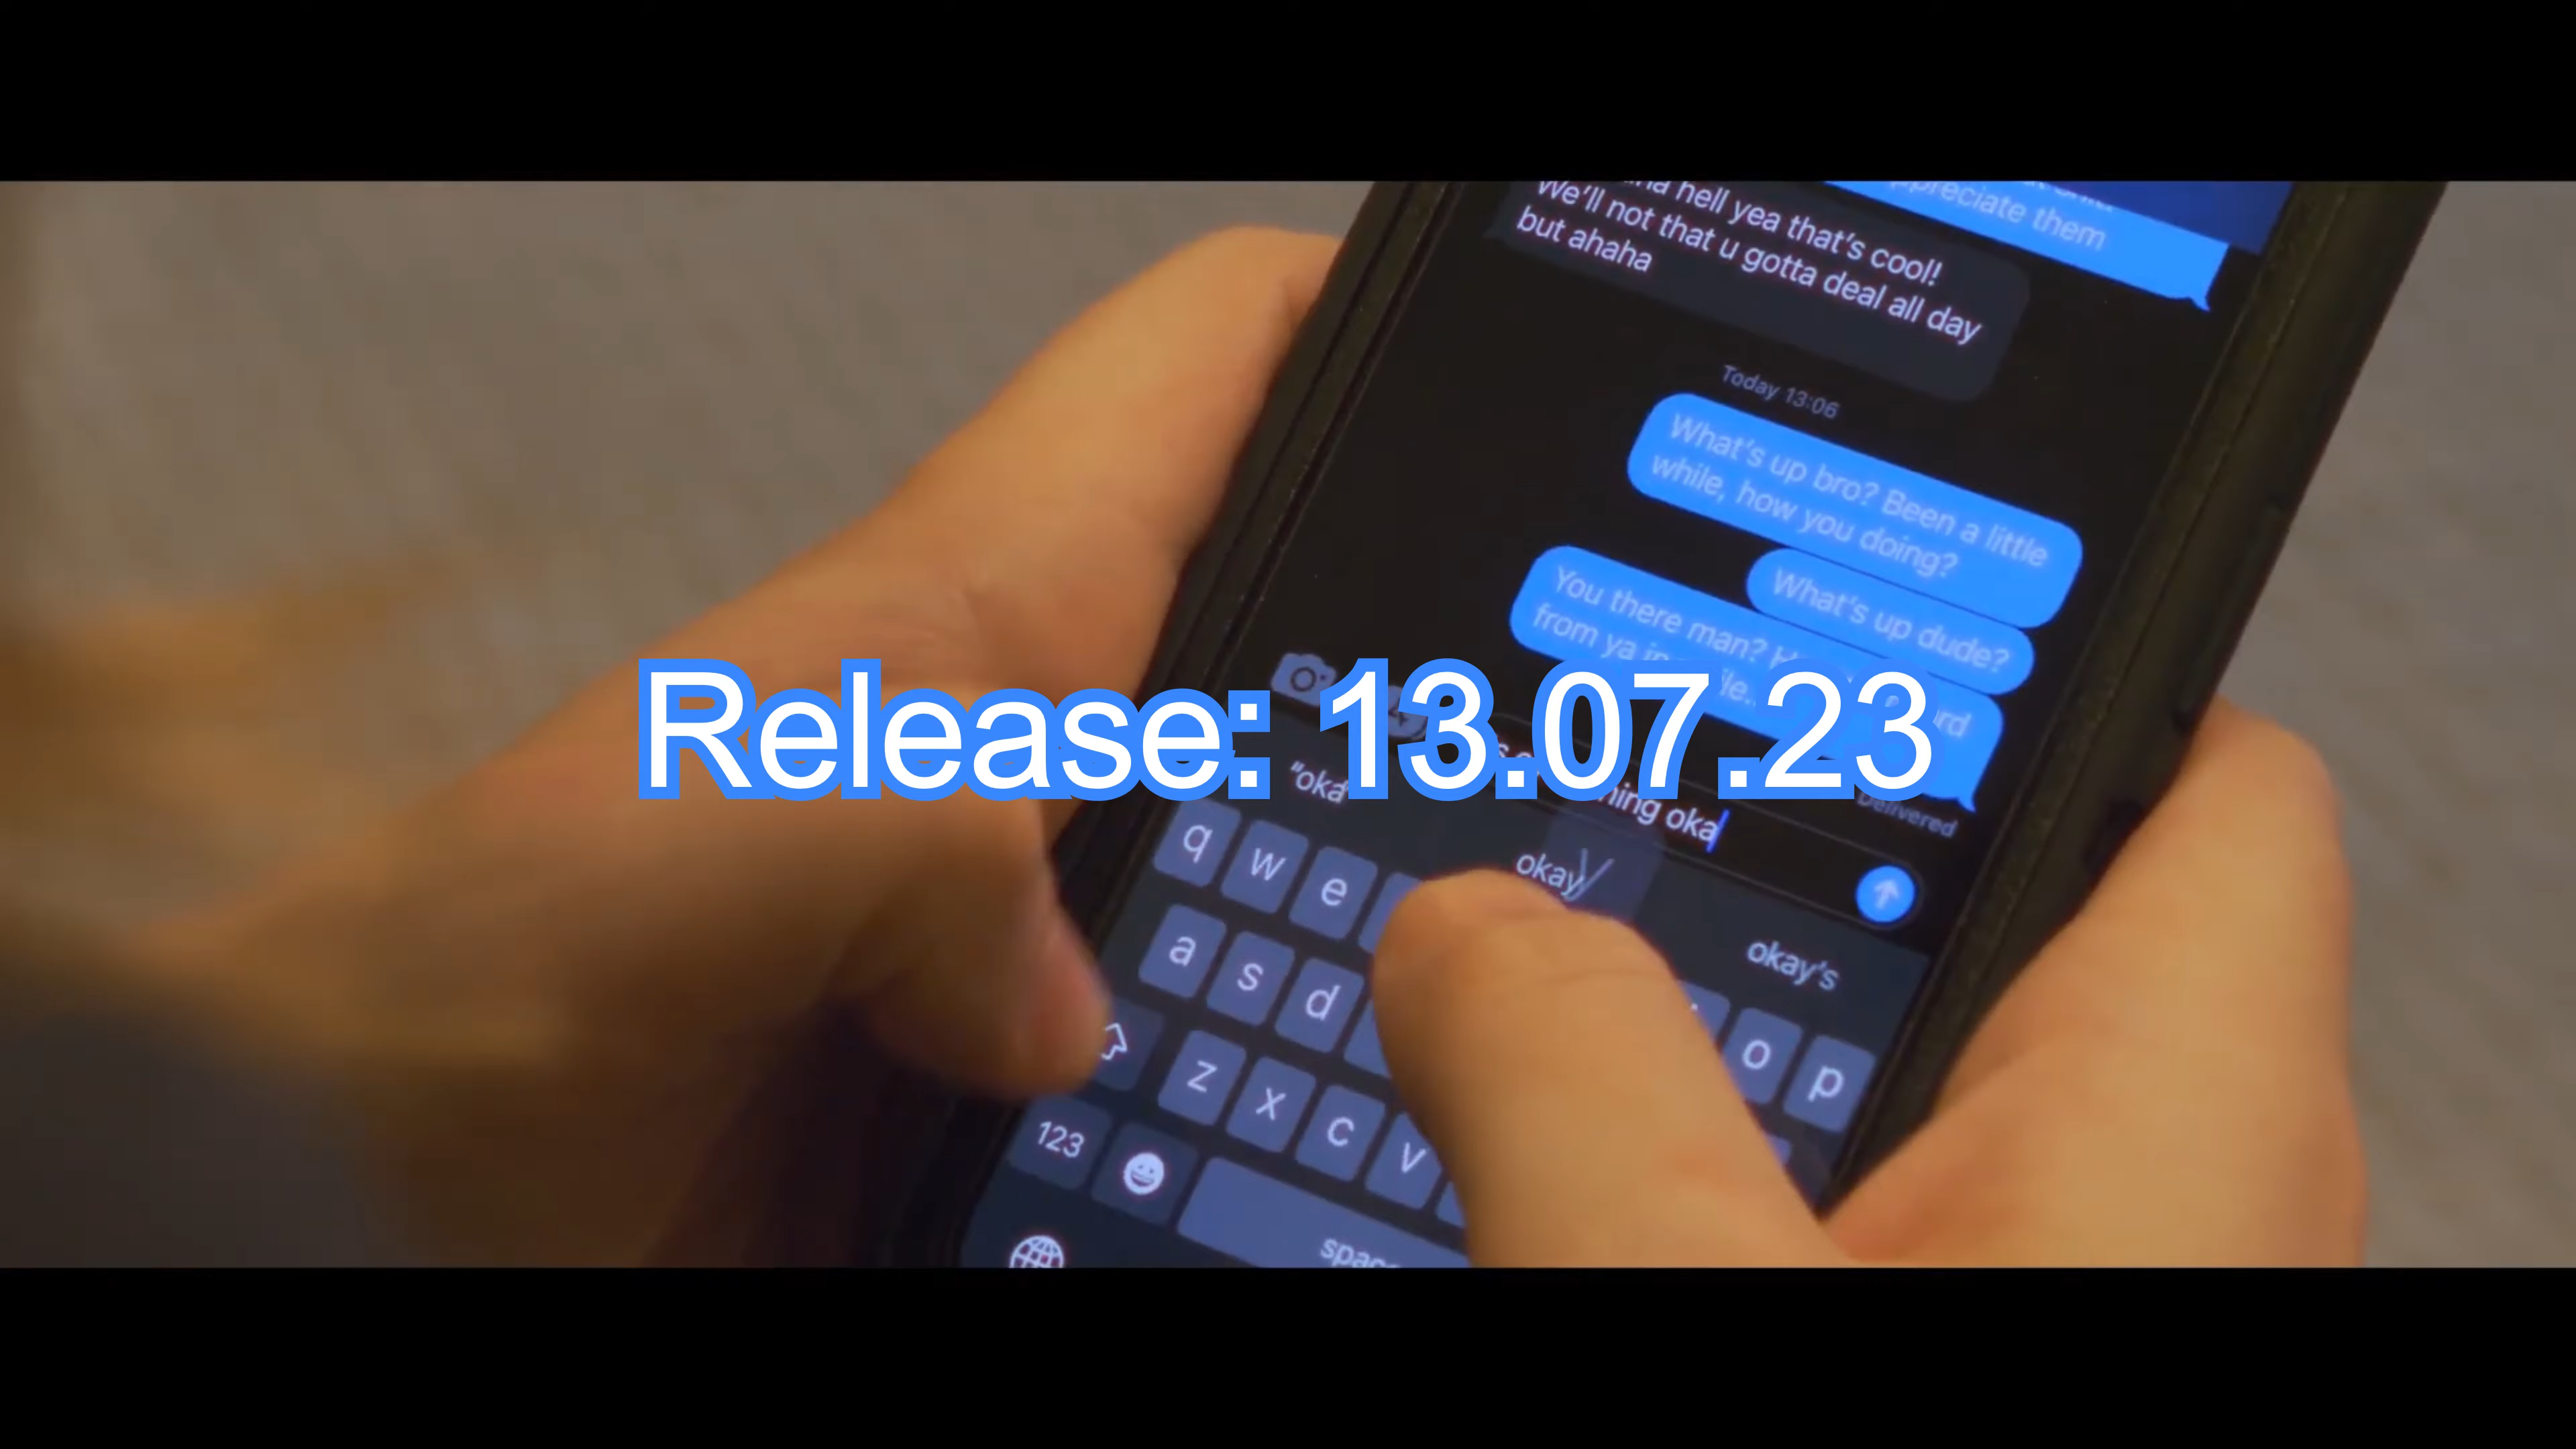 preciate them
hell yea that's cool!
We'll not that u gotta deal all day
but ahaha
Today 13:06
What's up bro? Been a little
while, how you doing?
What's up dude?
You there man?
from ya in
Release: 13.07.23
Delivered
oka
"oka
okay
okay's
q w e o p
a s d
z x c v
123
space